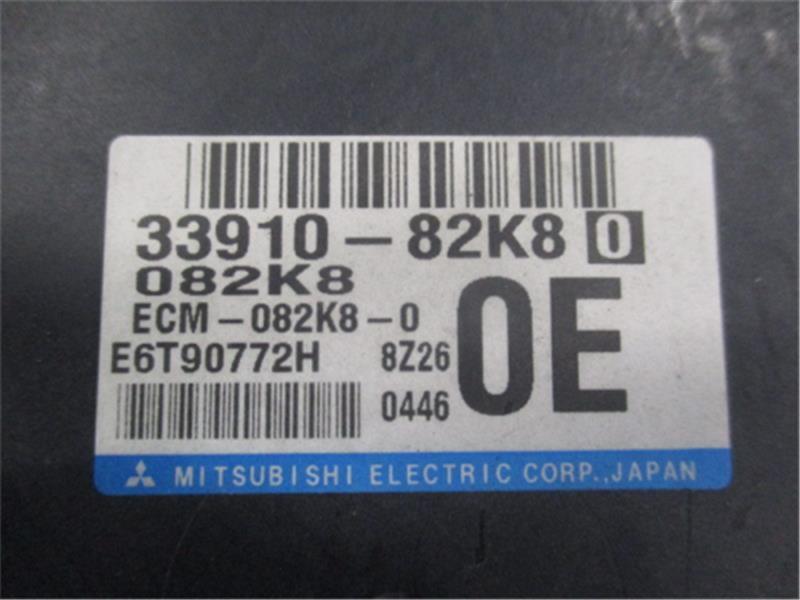 33910-82K8 0
082K8
ECM-082K8-0
0E
E6T90772H 8Z26
0446
MITSUBISHI ELECTRIC CORP.,JAPAN